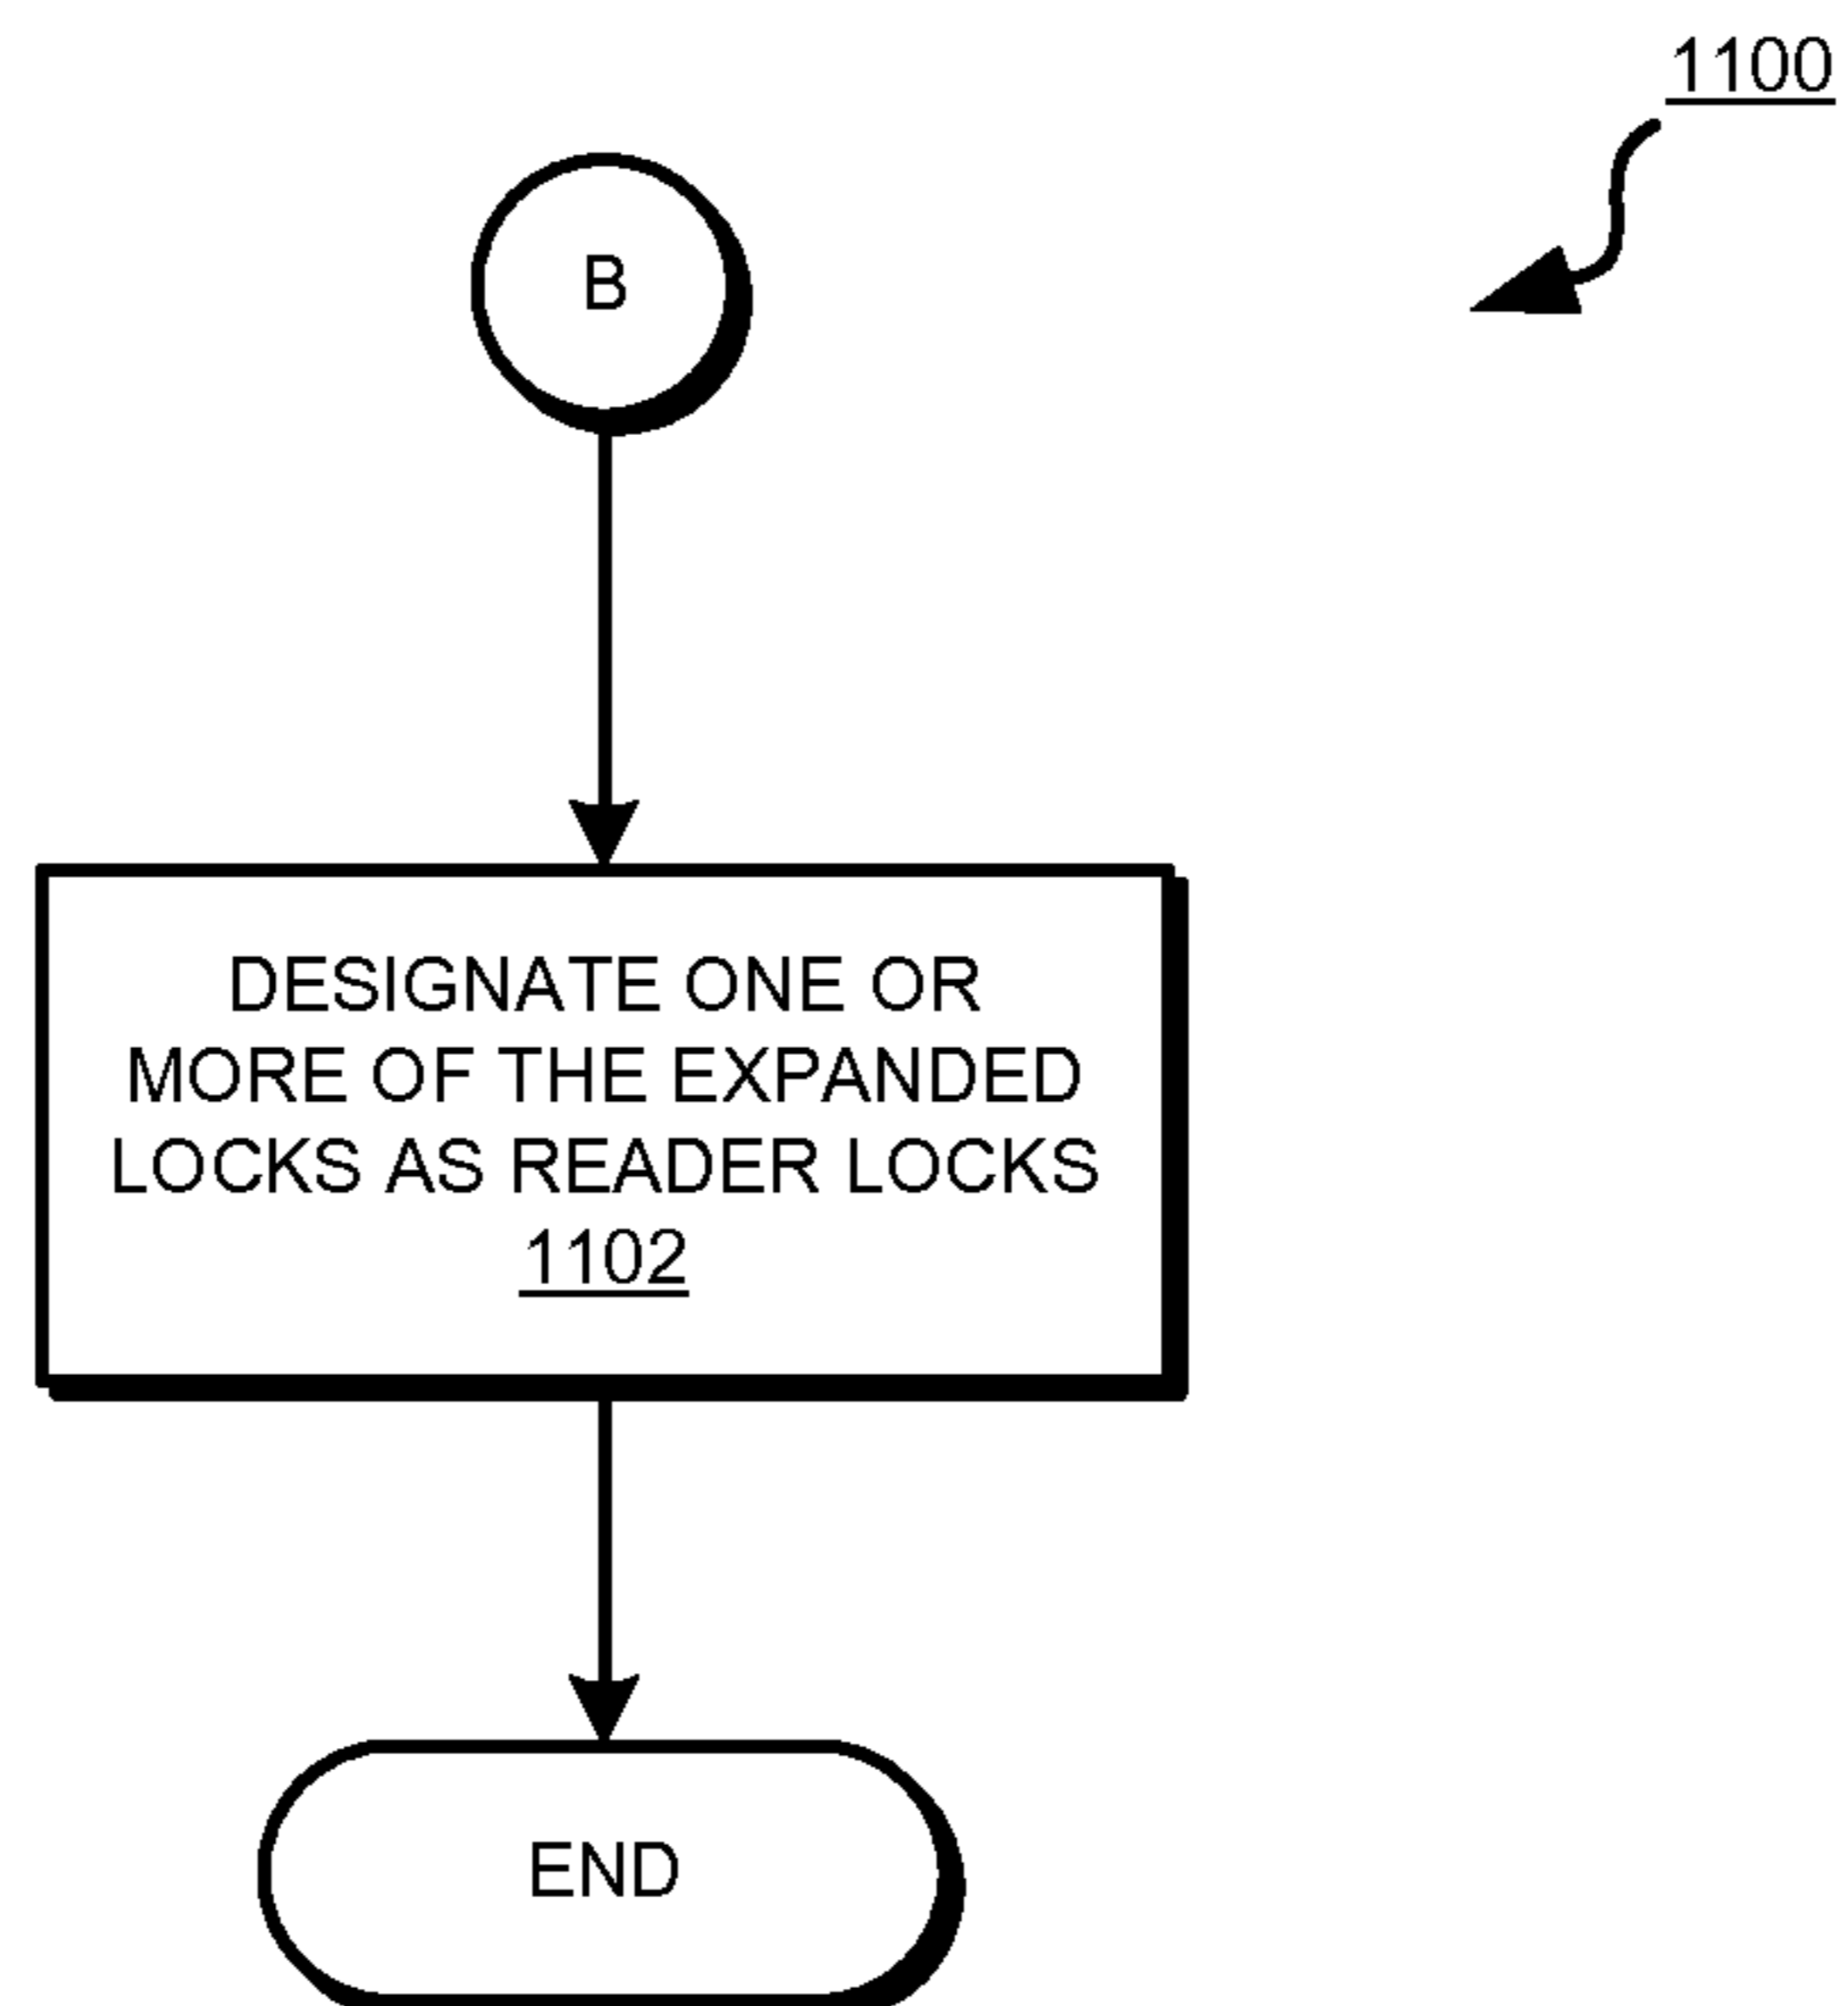 1100
B
DESIGNATE ONE OR
MORE OF THE EXPANDED
LOCKS AS READER LOCKS
1102
END